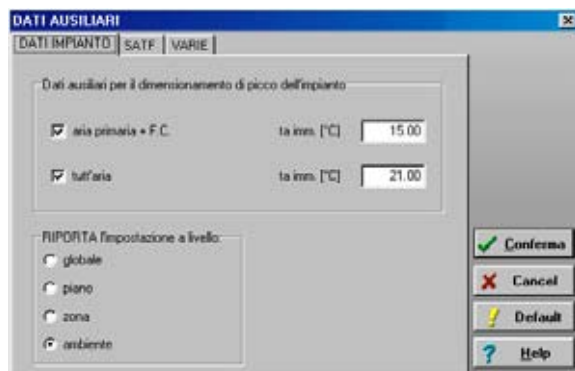 DATI AUSILIARI
DATI IMPIANTO SATF VARIE
Dati ausiliari per il dimensionamento di picco dell'impianto
aria primaria + F.C. ta imm. [°C] 15.00
tutt'aria ta imm. [°C] 21.00
RIPORTA l'impostazione a livello:
globale
piano
zona
ambiente
Conferma
Cancel
Default
Help